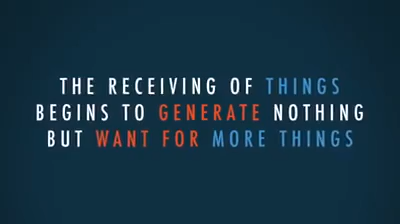 THE RECEIVING OF THINGS
BEGINS TO GENERATE NOTHING
BUT WANT FOR MORE THINGS